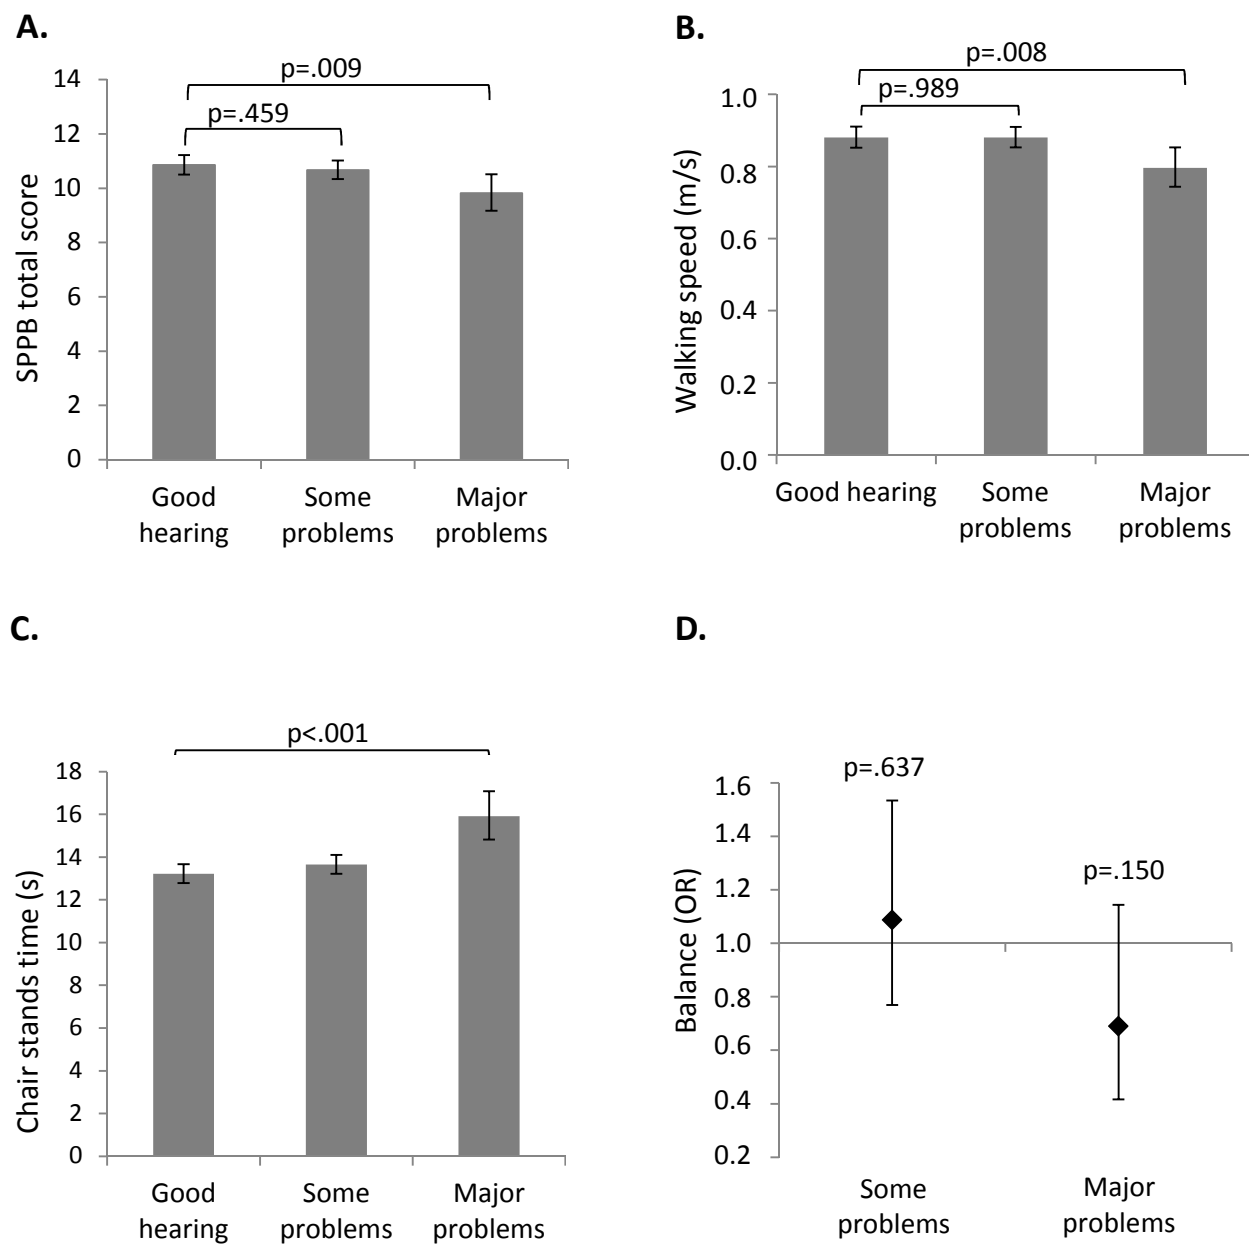 A.
p=.009
p=.459
14
12
10
8
6
4
2
0
SPPB total score
Good
hearing
Some
problems
Major
problems
B.
p=.008
p=.989
1.0
0.8
0.6
0.4
0.2
0.0
Walking speed (m/s)
Good hearing
Some
problems
Major
problems
C.
p<.001
18
16
14
12
10
8
6
4
2
0
Chair stands time (s)
Good
hearing
Some
problems
Major
problems
D.
p=.637
p=.150
1.6
1.4
1.2
1.0
0.8
0.6
0.4
0.2
Balance (OR)
Some
problems
Major
problems